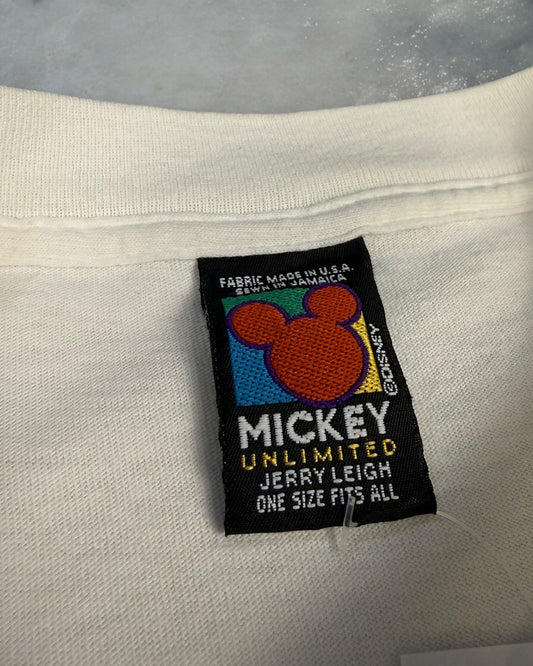 FABRIC MADE IN U.S.A.
SEWN IN JAMAICA
©DISNEY
MICKEY
UNLIMITED
JERRY LEIGH
ONE SIZE FITS ALL